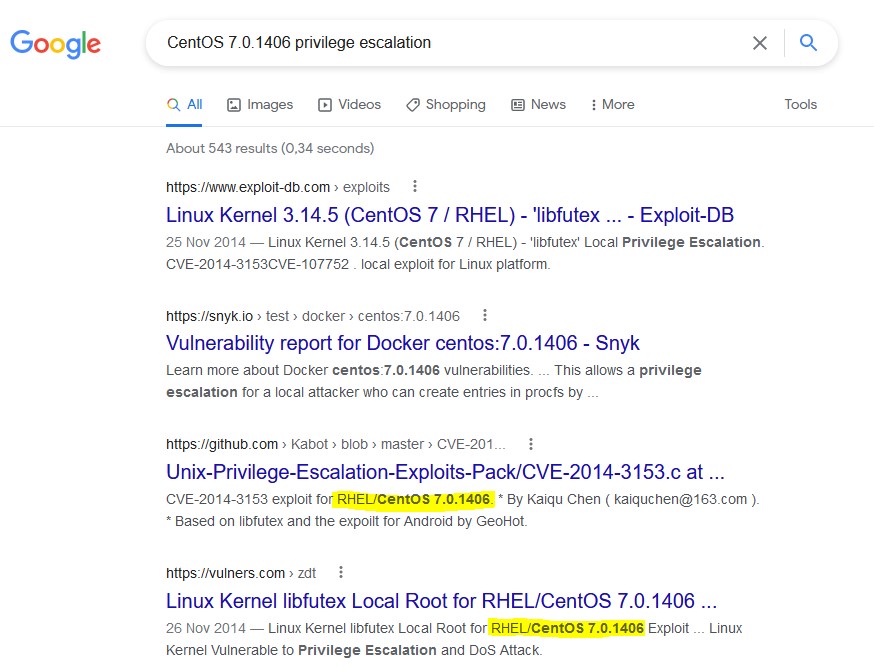 Google
CentOS 7.0.1406 privilege escalation
All Images Videos Shopping News More Tools
About 543 results (0,34 seconds)
https://www.exploit-db.com › exploits
Linux Kernel 3.14.5 (CentOS 7 / RHEL) - 'libfutex ... - Exploit-DB
25 Nov 2014 — Linux Kernel 3.14.5 (CentOS 7 / RHEL) - 'libfutex' Local Privilege Escalation.
CVE-2014-3153CVE-107752 . local exploit for Linux platform.
https://snyk.io › test › docker › centos:7.0.1406
Vulnerability report for Docker centos:7.0.1406 - Snyk
Learn more about Docker centos:7.0.1406 vulnerabilities. ... This allows a privilege
escalation for a local attacker who can create entries in procfs by ...
https://github.com › Kabot › blob › master › CVE-201...
Unix-Privilege-Escalation-Exploits-Pack/CVE-2014-3153.c at ...
CVE-2014-3153 exploit for RHEL/CentOS 7.0.1406 * By Kaiqu Chen ( kaiquchen@163.com ).
* Based on libfutex and the expoilt for Android by GeoHot.
https://vulners.com › zdt
Linux Kernel libfutex Local Root for RHEL/CentOS 7.0.1406 ...
26 Nov 2014 — Linux Kernel libfutex Local Root for RHEL/CentOS 7.0.1406 Exploit ... Linux
Kernel Vulnerable to Privilege Escalation and DoS Attack.